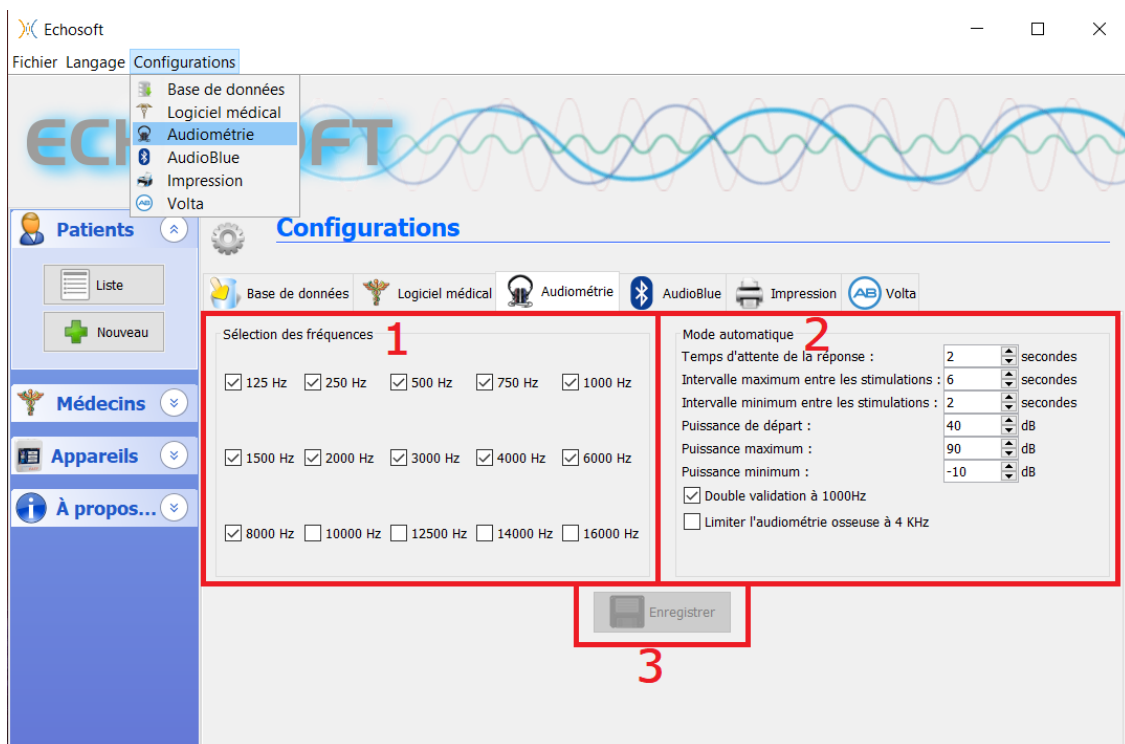 Echosoft
Fichier Langage Configurations
Base de données
Logiciel médical
Audiométrie
AudioBlue
Impression
Volta
Patients
Liste
Nouveau
Médecins
Appareils
À propos...
Configurations
Base de données Logiciel médical Audiométrie AudioBlue AB Impression Volta
Sélection des fréquences 1
125 Hz 250 Hz 500 Hz 750 Hz 1000 Hz
1500 Hz 2000 Hz 3000 Hz 4000 Hz 6000 Hz
8000 Hz 10000 Hz 12500 Hz 14000 Hz 16000 Hz
Mode automatique 2
Temps d'attente de la réponse : 2 secondes
Intervalle maximum entre les stimulations : 6 secondes
Intervalle minimum entre les stimulations : 2 secondes
Puissance de départ : 40 dB
Puissance maximum : 90 dB
Puissance minimum : -10 dB
Double validation à 1000Hz
Limiter l'audiométrie osseuse à 4 KHz
Enregistrer
3